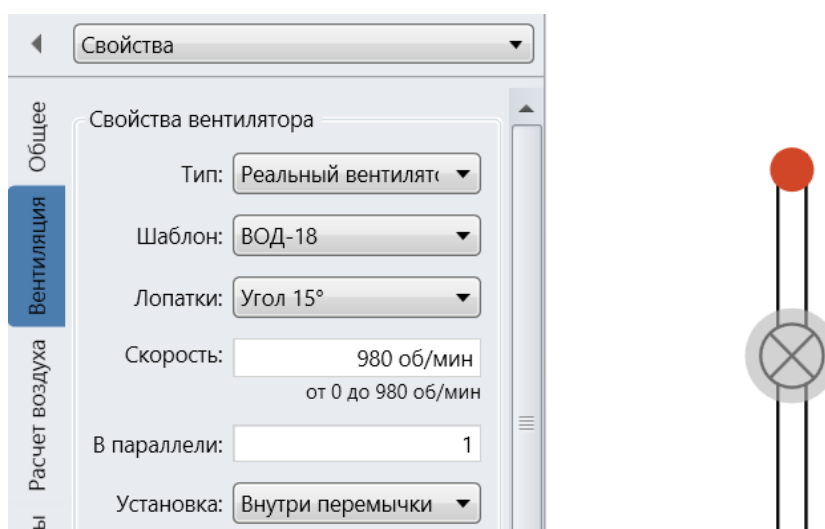 Свойства
Общее
Вентиляция
Расчет воздуха
Свойства вентилятора
Тип: Реальный вентилят
Шаблон: ВОД-18
Лопатки: Угол 15°
Скорость: 980 об/мин
от 0 до 980 об/мин
В параллели: 1
Установка: Внутри перемычки